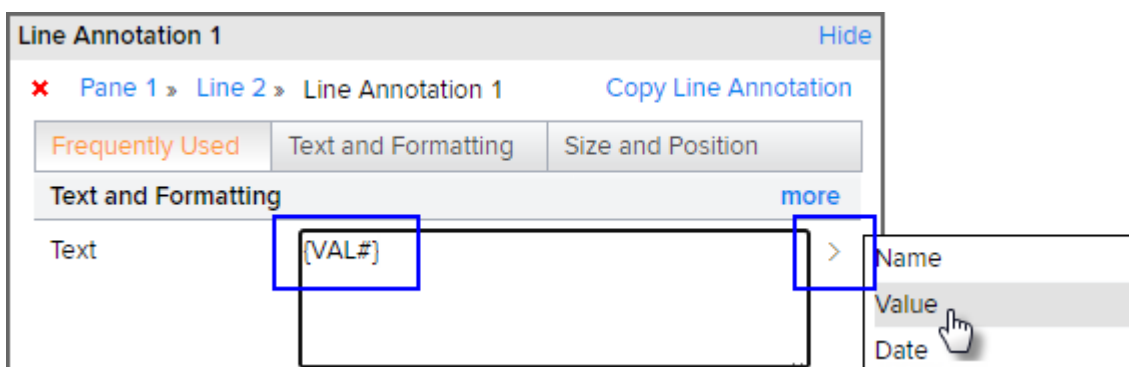 Line Annotation 1 Hide
× Pane 1 » Line 2 » Line Annotation 1 Copy Line Annotation
Frequently Used Text and Formatting Size and Position
Text and Formatting more
Text {VAL#} >
Name
Value
Date